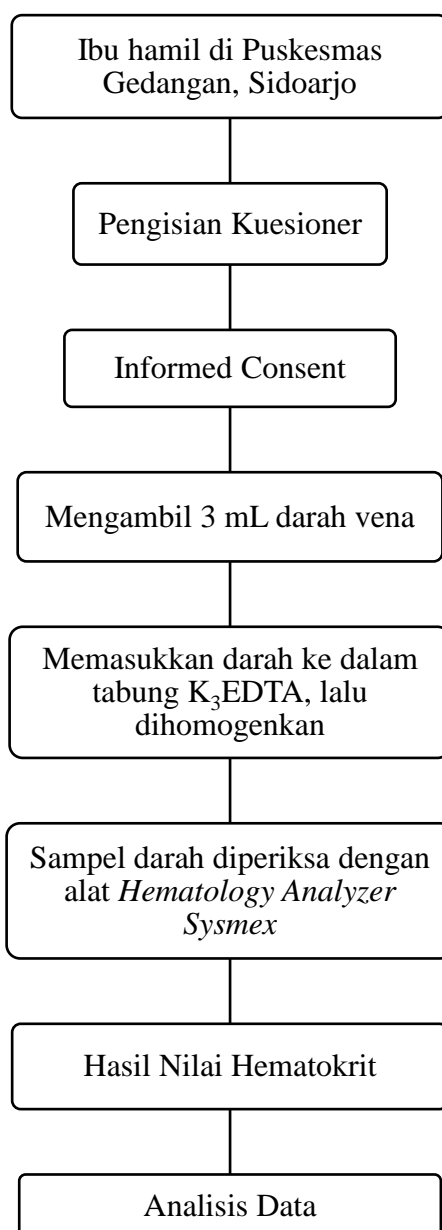 Ibu hamil di Puskesmas
Gedangan, Sidoarjo
Pengisian Kuesioner
Informed Consent
Mengambil 3 mL darah vena
Memasukkan darah ke dalam
tabung K₃EDTA, lalu
dihomogenkan
Sampel darah diperiksa dengan
alat Hematology Analyzer
Sysmex
Hasil Nilai Hematokrit
Analisis Data